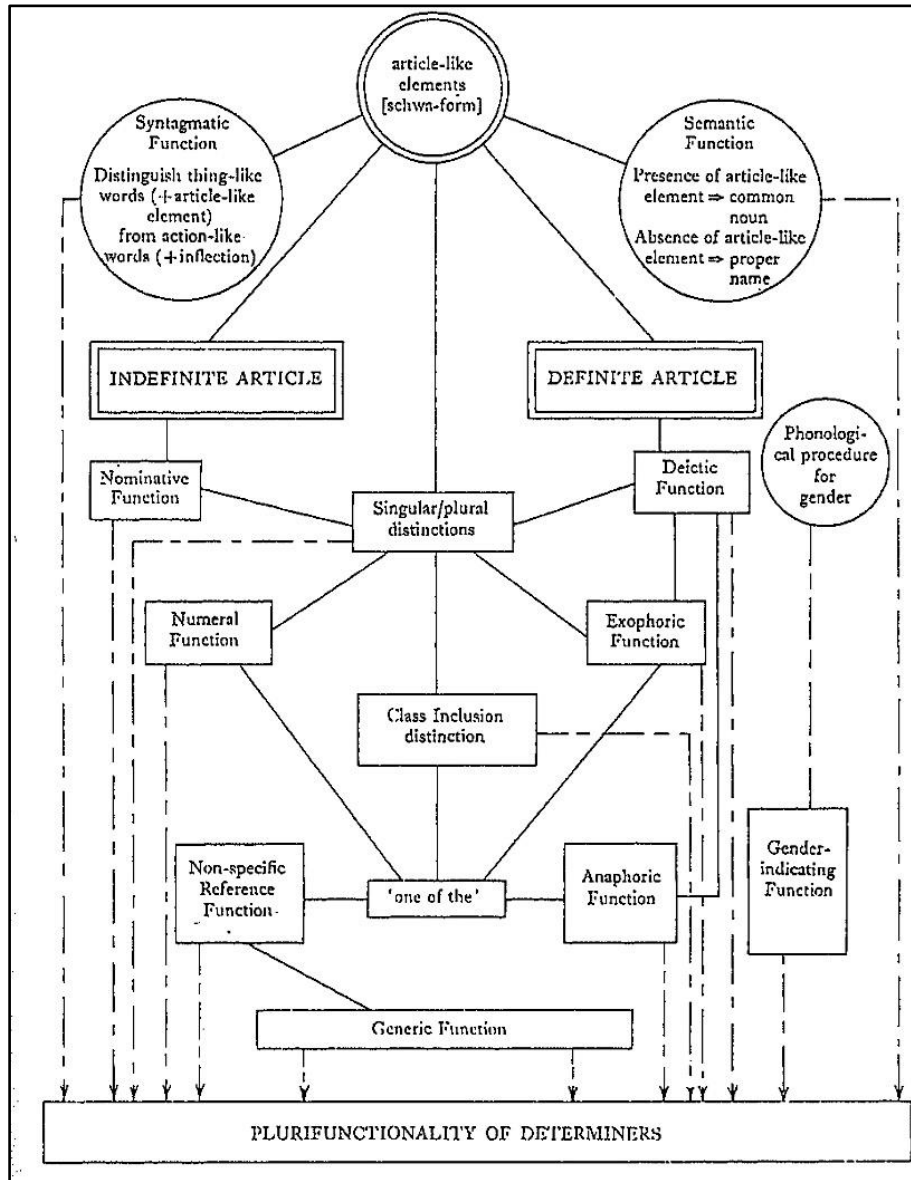 article-like
elements
[schwa-form]
Syntagmatic
Function
Distinguish thing-like
words (+article-like
element)
from action-like
words (+inflection)
Semantic
Function
Presence of article-like
element ⇒ common
noun
Absence of article-like
element ⇒ proper
name
INDEFINITE ARTICLE
DEFINITE ARTICLE
Phonologi-
cal procedure
for
gender
Nominative
Function
Deictic
Function
Singular/plural
distinctions
Numeral
Function
Exophoric
Function
Class Inclusion
distinction
Non-specific
Reference
Function
'one of the'
Anaphoric
Function
Gender-
indicating
Function
Generic Function
PLURIFUNCTIONALITY OF DETERMINERS